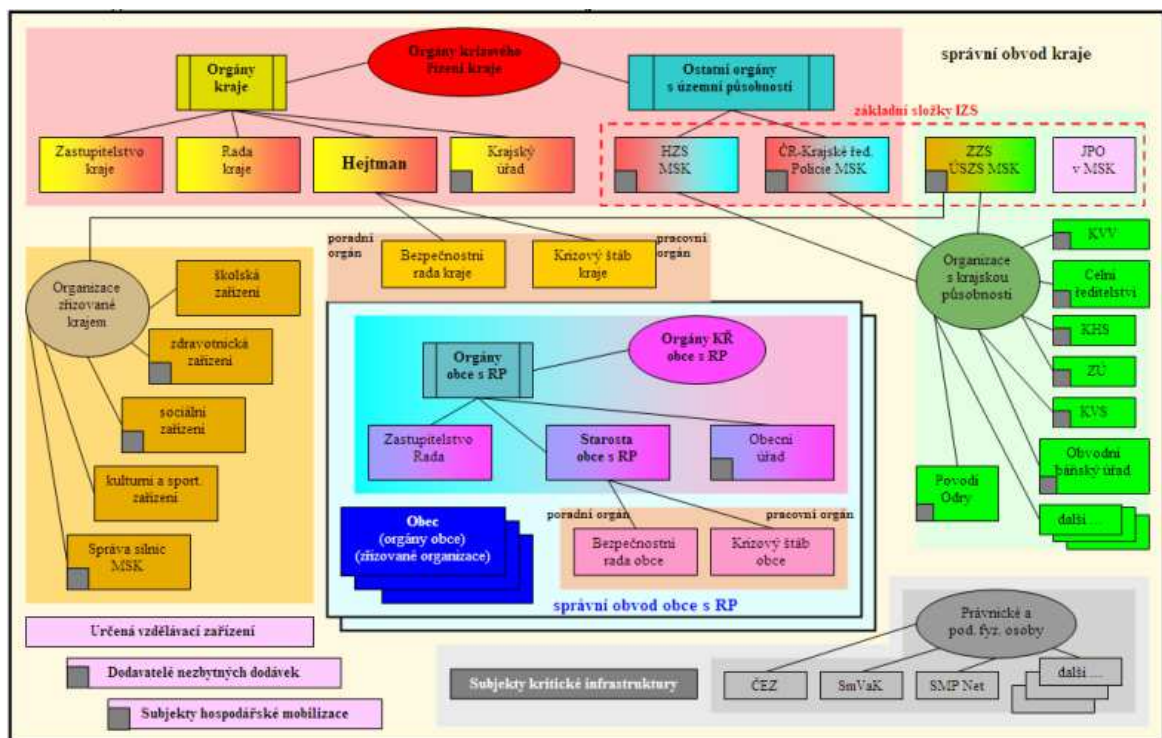 Orgány krizového
řízení kraje
správní obvod kraje
Orgány
kraje
Ostatní orgány
s územní působností
základní složky IZS
Zastupitelstvo
kraje
Rada
kraje
Hejtman
Krajský
úřad
HZS
MSK
ČR-Krajské řed.
Policie MSK
ZZS
ÚSZS MSK
JPO
v MSK
poradní
orgán
Bezpečnostní
rada kraje
Krizový štáb
kraje
pracovní
orgán
Organizace
zřizované
krajem
školská
zařízení
zdravotnická
zařízení
sociální
zařízení
kulturní a sport.
zařízení
Správa silnic
MSK
Organizace
s krajskou
působností
KVV
Celní
ředitelství
KHS
ZÚ
KVS
Obvodní
báňský úřad
Povodí
Odry
další ....
Orgány
obce s RP
Orgány KŘ
obce s RP
Zastupitelstvo
Rada
Starosta
obce s RP
Obecní
úřad
Obec
(orgány obce)
(zřizované organizace)
poradní orgán
pracovní orgán
Bezpečnostní
rada obce
Krizový štáb
obce
správní obvod obce s RP
Určená vzdělávací zařízení
Dodavatelé nezbytných dodávek
Subjekty hospodářské mobilizace
Právnické a
pod. fyz. osoby
Subjekty kritické infrastruktury
ČEZ
SmVaK
SMP Net
další ....